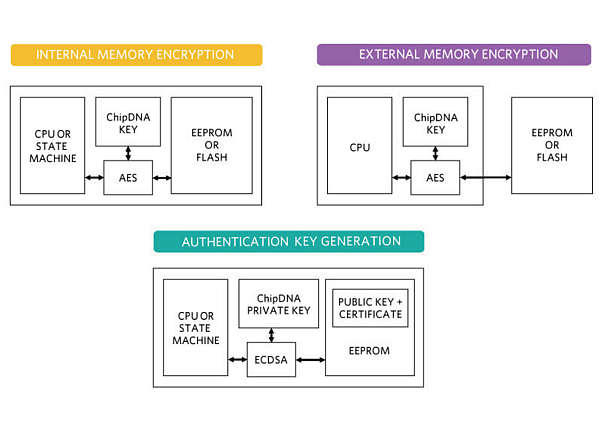 INTERNAL MEMORY ENCRYPTION
CPU OR
STATE
MACHINE
ChipDNA
KEY
AES
EEPROM
OR
FLASH
EXTERNAL MEMORY ENCRYPTION
CPU
ChipDNA
KEY
AES
EEPROM
OR
FLASH
AUTHENTICATION KEY GENERATION
CPU OR
STATE
MACHINE
ChipDNA
PRIVATE KEY
ECDSA
PUBLIC KEY +
CERTIFICATE
EEPROM